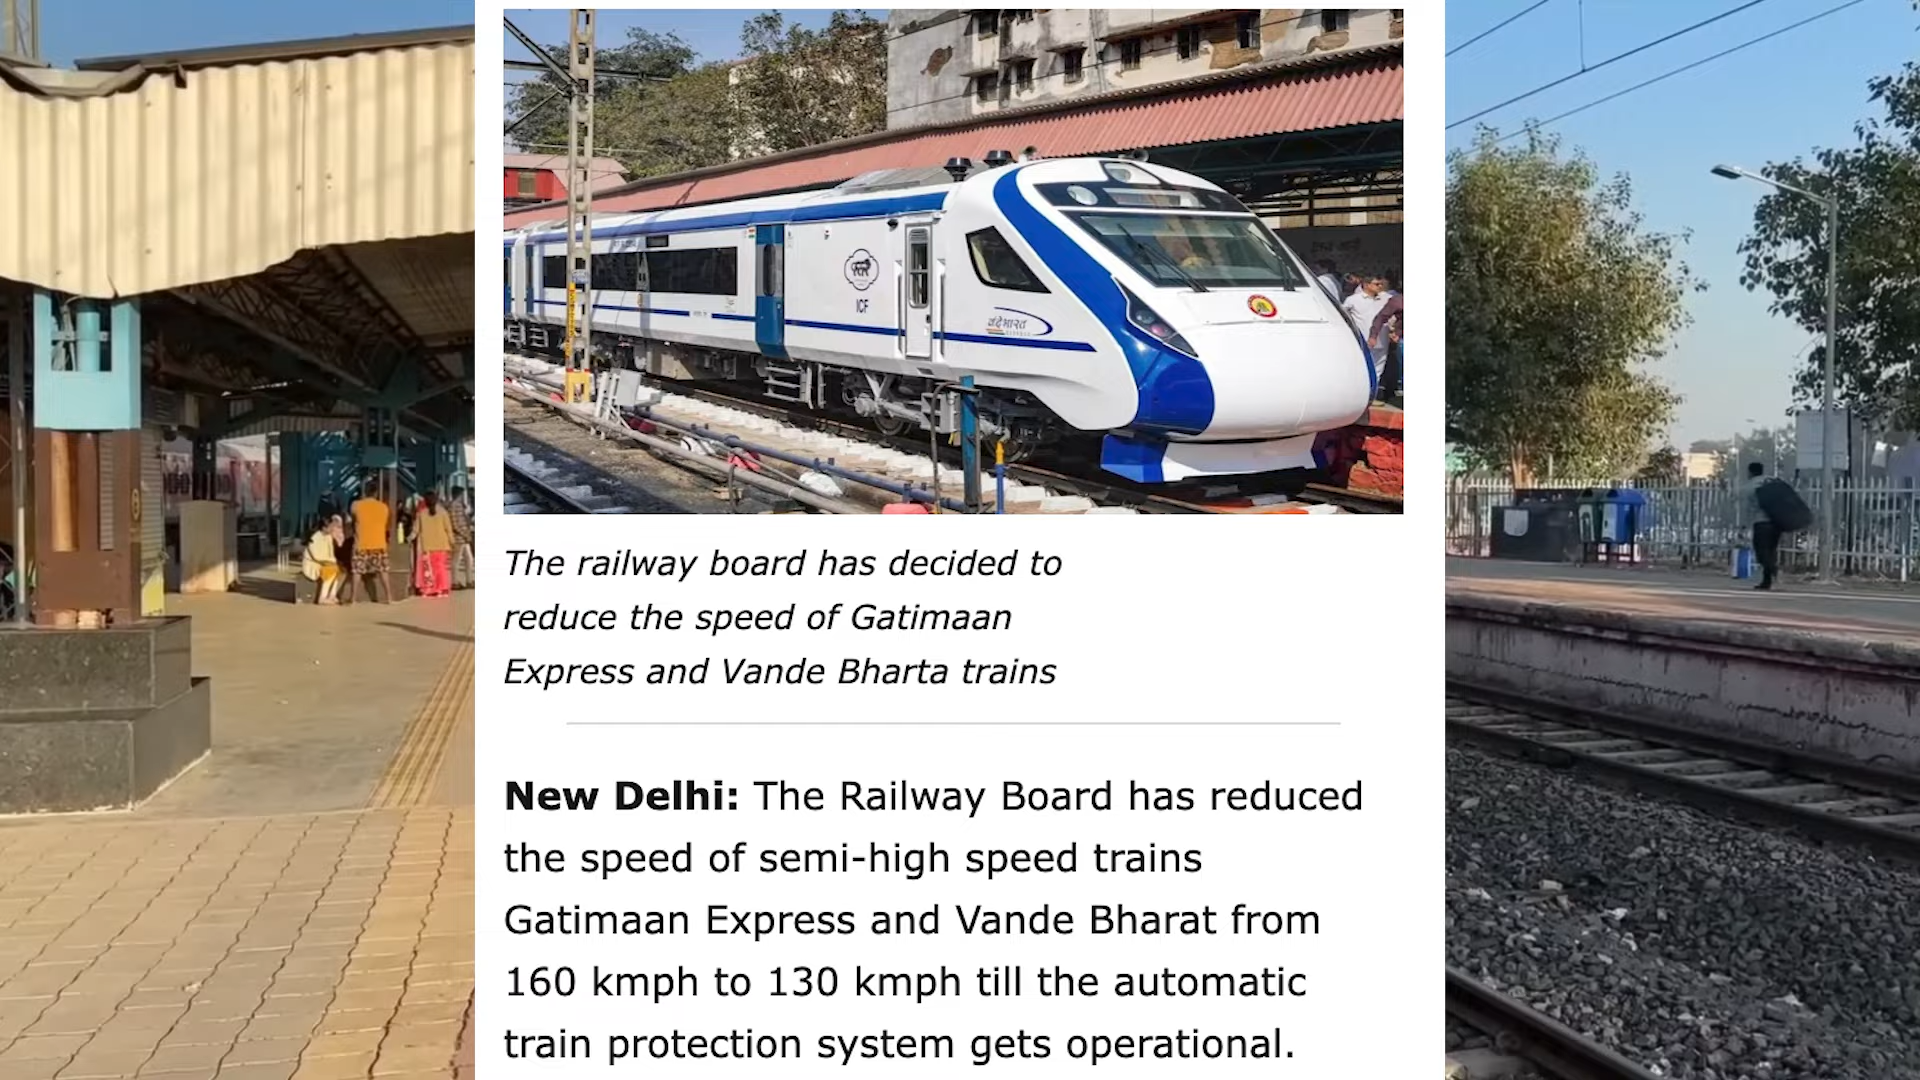 ICF
वंदे भारत
The railway board has decided to
reduce the speed of Gatimaan
Express and Vande Bharta trains
New Delhi: The Railway Board has reduced
the speed of semi-high speed trains
Gatimaan Express and Vande Bharat from
160 kmph to 130 kmph till the automatic
train protection system gets operational.